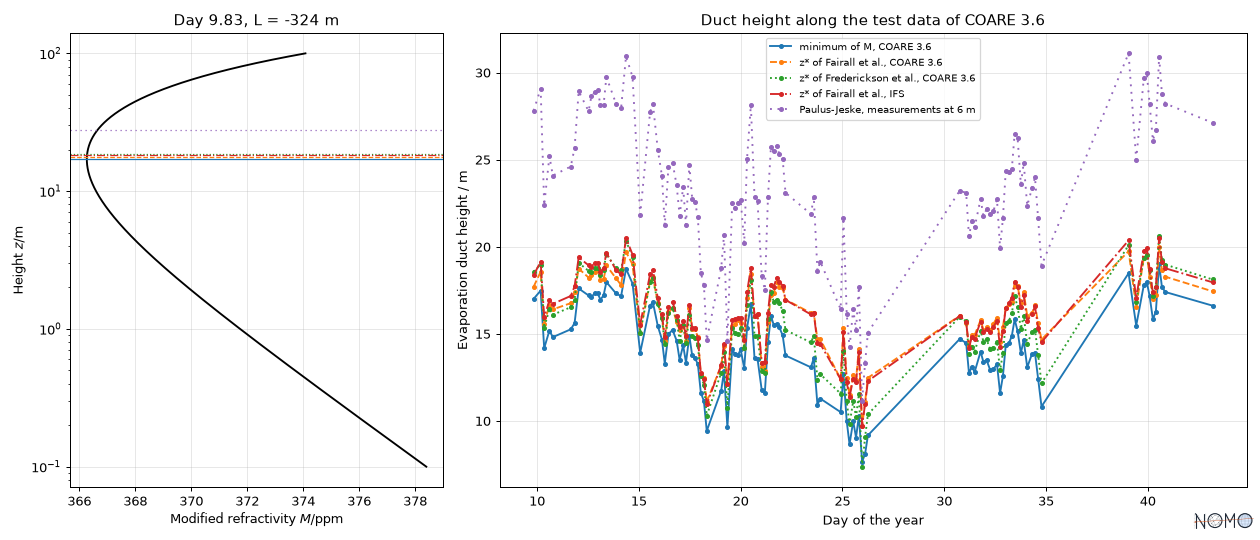 Day 9.83, L = -324 m
Height z/m
10²
10¹
10⁰
10⁻¹
366
368
370
372
374
376
378
Modified refractivity M/ppm
Duct height along the test data of COARE 3.6
minimum of M, COARE 3.6
z* of Fairall et al., COARE 3.6
z* of Frederickson et al., COARE 3.6
z* of Fairall et al., IFS
Paulus-Jeske, measurements at 6 m
Evaporation duct height / m
30
25
20
15
10
10
15
20
25
30
35
40
Day of the year
NOMO